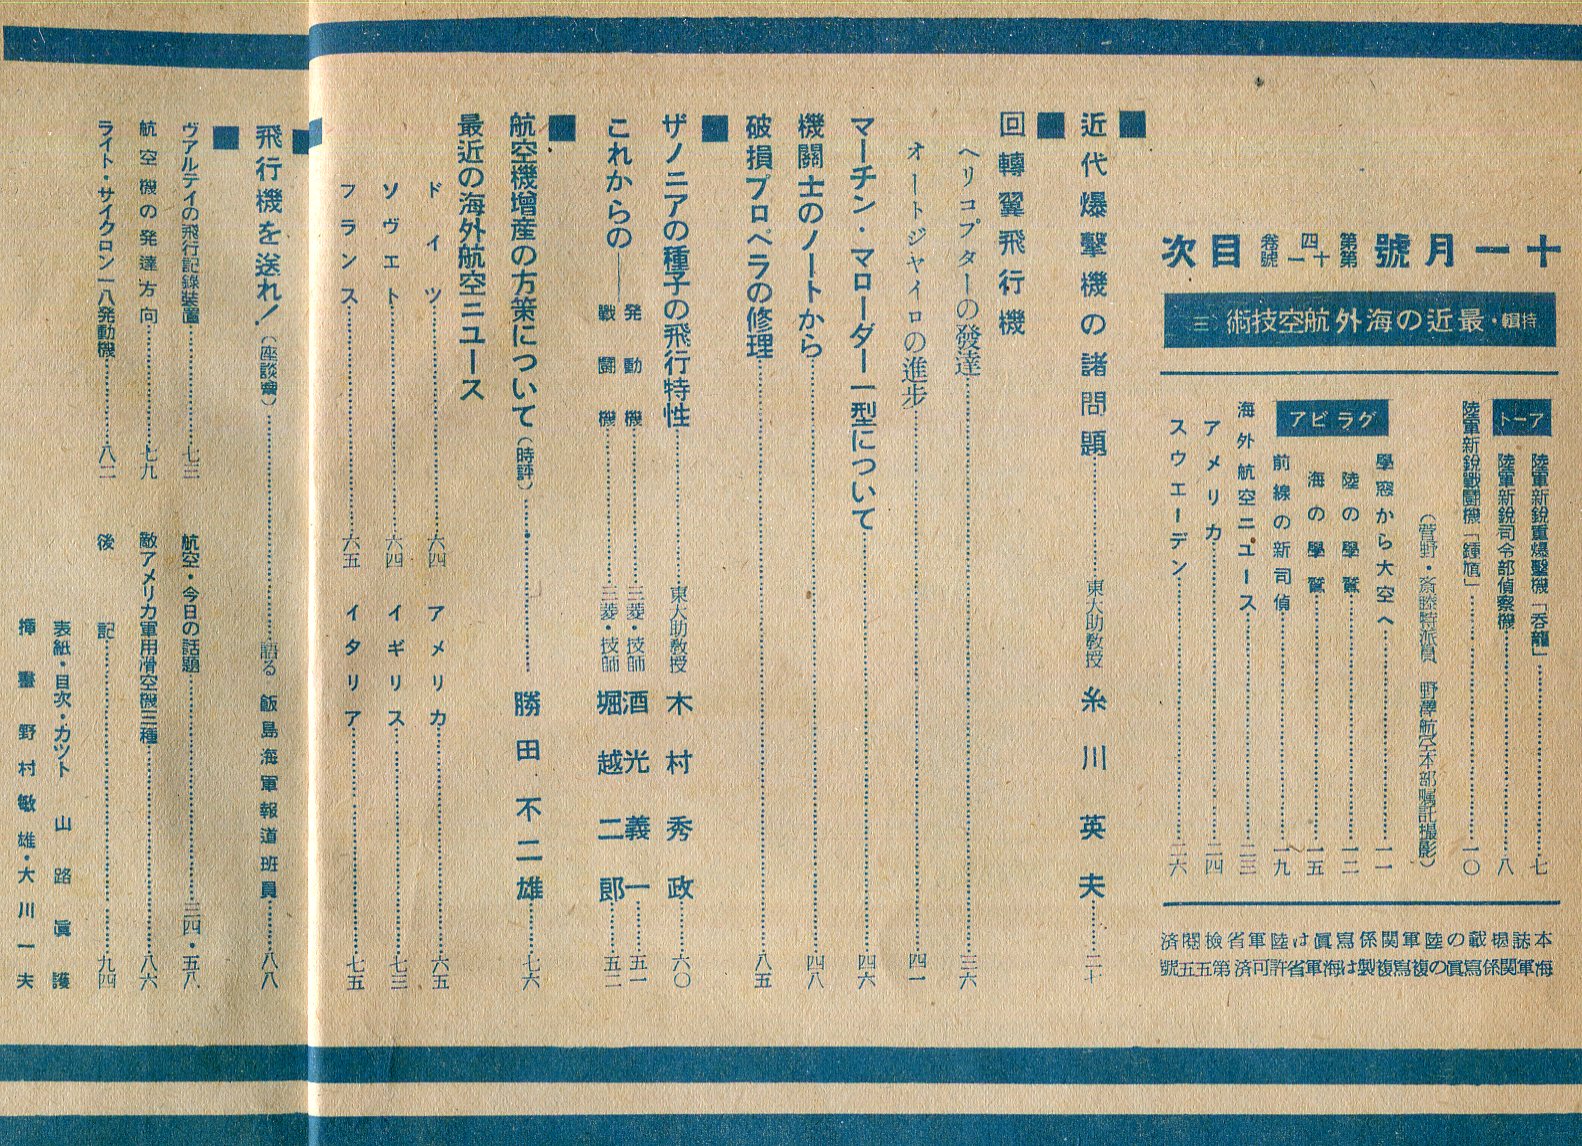 十一月號 第十四卷 第十一號 目次
特輯・最近の海外航空技術 三
アート
陸軍新銳重爆擊機「呑龍」……七
陸軍新銳司令部偵察機……八
陸軍新銳戰鬪機「鍾馗」……一〇
(菅野・斎藤特派員 野澤航空本部囑託撮影)
グラビア
學窓から大空へ……一一
陸の學鷲……一二
海の學鷲……一五
前線の新司偵……一九
海外航空ニュース……二三
アメリカ……二四
スウエーデン……二六
本誌揭載の陸軍關係寫眞は陸軍省檢閱済
海軍關係寫眞の複寫複製は海軍省許可済第五五號
近代爆擊機の諸問題……東大助教授 糸川英夫……二七
回轉翼飛行機
ヘリコプターの發達……三六
オートジヤイロの進步……四一
マーチン・マローダー一型について……四六
機關士のノートから……四八
破損プロペラの修理……八五
ザノニアの種子の飛行特性……東大助教授 木村秀政……六〇
これからの――
発動機……三菱・技師 酒光義一……五一
戰鬪機……三菱・技師 堀越二郎……五二
航空機增産の方策について(時評)……勝田不二雄……七六
最近の海外航空ニュース
ドイツ……六四 アメリカ……六五
ソヴエト……六四 イギリス……七三
フランス……六五 イタリア……七五
飛行機を送れ!(座談會)……語る 飯島海軍報道班員……八八
ヴアルテイの飛行記錄裝置……七三 航空・今日の話題……三四・五八
航空機の発達方向……七九 敵アメリカ軍用滑空機三種……八六
ライト・サイクロン一八発動機……八二 後記……九四
表紙・目次・カツト 山路眞護
揷畫 野村敏雄・大川一夫